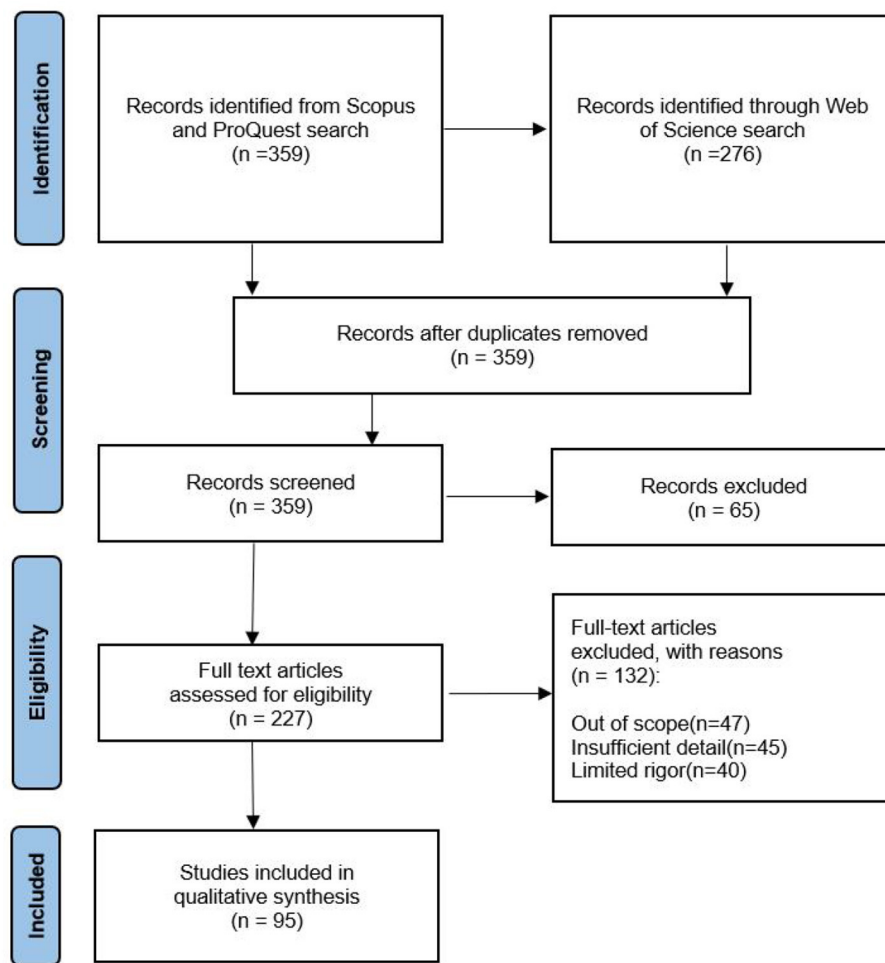 Identification
Records identified from Scopus
and ProQuest search
(n =359)
Records identified through Web
of Science search
(n =276)
Screening
Records after duplicates removed
(n = 359)
Records screened
(n = 359)
Records excluded
(n = 65)
Eligibility
Full text articles
assessed for eligibility
(n = 227)
Full-text articles
excluded, with reasons
(n = 132):
Out of scope(n=47)
Insufficient detail(n=45)
Limited rigor(n=40)
Included
Studies included in
qualitative synthesis
(n = 95)